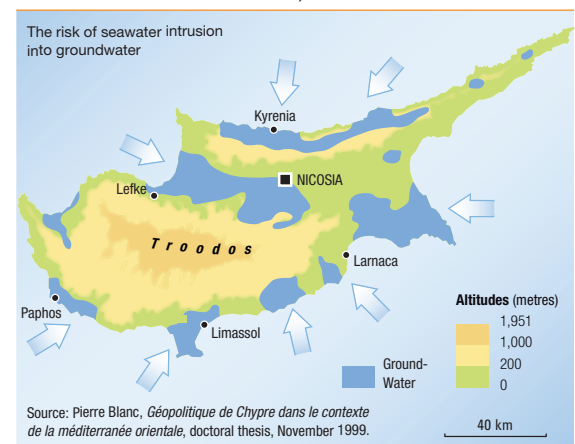 The risk of seawater intrusion
into groundwater
Kyrenia
NICOSIA
Lefke
Troodos
Larnaca
Paphos
Limassol
Altitudes (metres)
1,951
1,000
200
0
Ground-
Water
Source: Pierre Blanc, Géopolitique de Chypre dans le contexte
de la méditerranée orientale, doctoral thesis, November 1999.
40 km